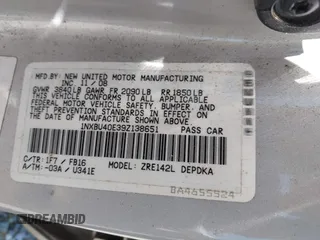 MFD. BY: NEW UNITED MOTOR MANUFACTURING
INC. 11/08
GVWR 3840LB GAWR FR 2090LB RR 1850LB
THIS VEHICLE CONFORMS TO ALL APPLICABLE
FEDERAL MOTOR VEHICLE SAFETY, BUMPER, AND
THEFT PREVENTION STANDARDS IN EFFECT ON
THE DATE OF MANUFACTURE SHOWN ABOVE.
1NXBU40E39Z138651 PASS CAR
C/TR: 1F7 / FB16 MODEL: ZRE142L DEPDKA
A/TM: -03A / U341E
BA4655524
DREAMBID